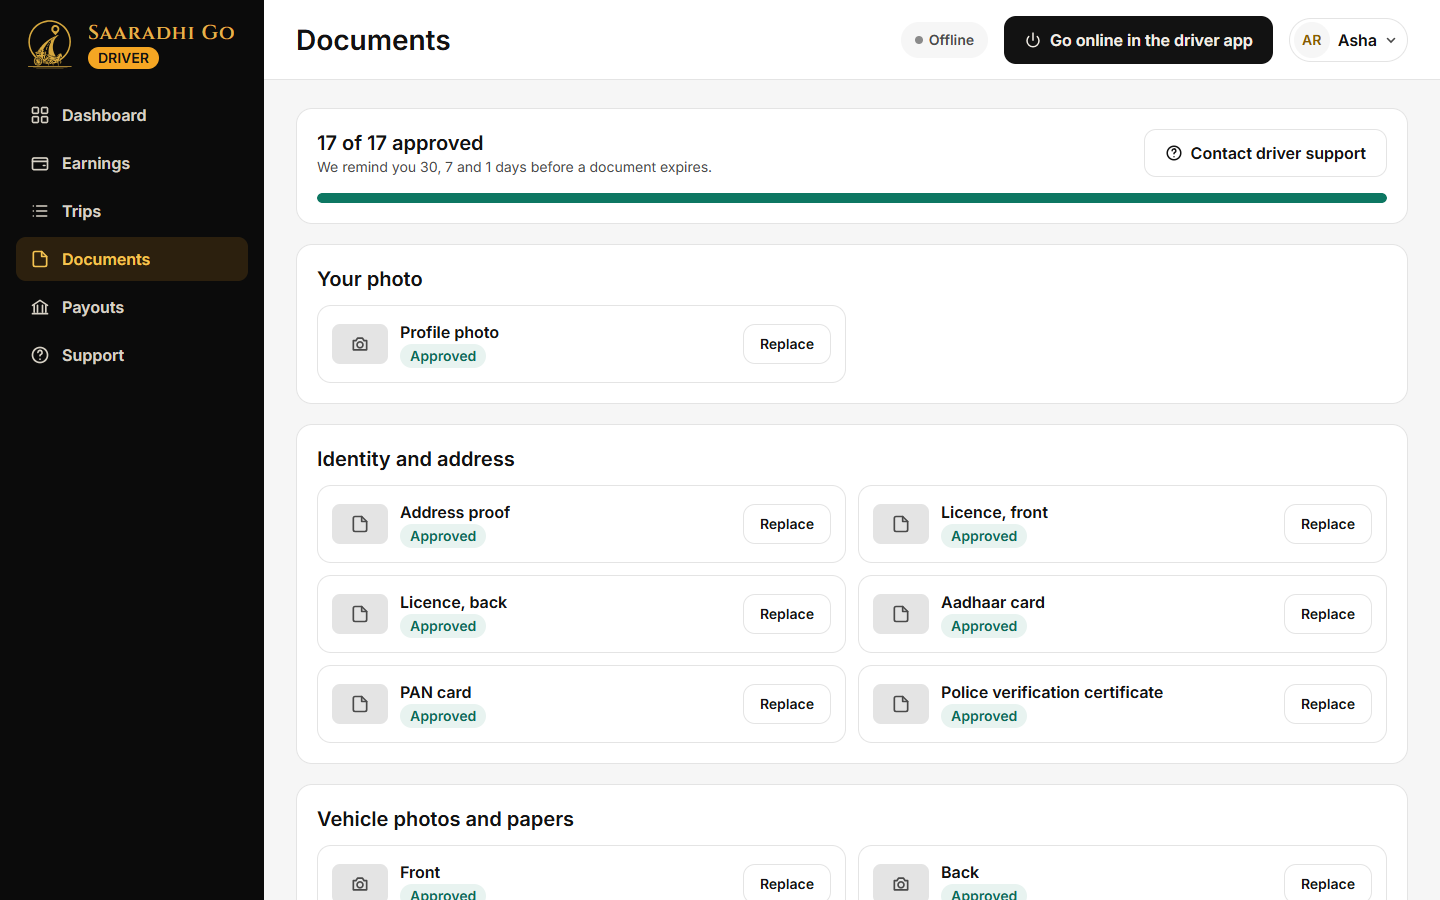 Saaradhi Go
DRIVER
Dashboard
Earnings
Trips
Documents
Payouts
Support
Documents
Offline
Go online in the driver app
AR
Asha
17 of 17 approved
We remind you 30, 7 and 1 days before a document expires.
Contact driver support
Your photo
Profile photo
Approved
Replace
Identity and address
Address proof
Approved
Replace
Licence, front
Approved
Replace
Licence, back
Approved
Replace
Aadhaar card
Approved
Replace
PAN card
Approved
Replace
Police verification certificate
Approved
Replace
Vehicle photos and papers
Front
Approved
Replace
Back
Approved
Replace